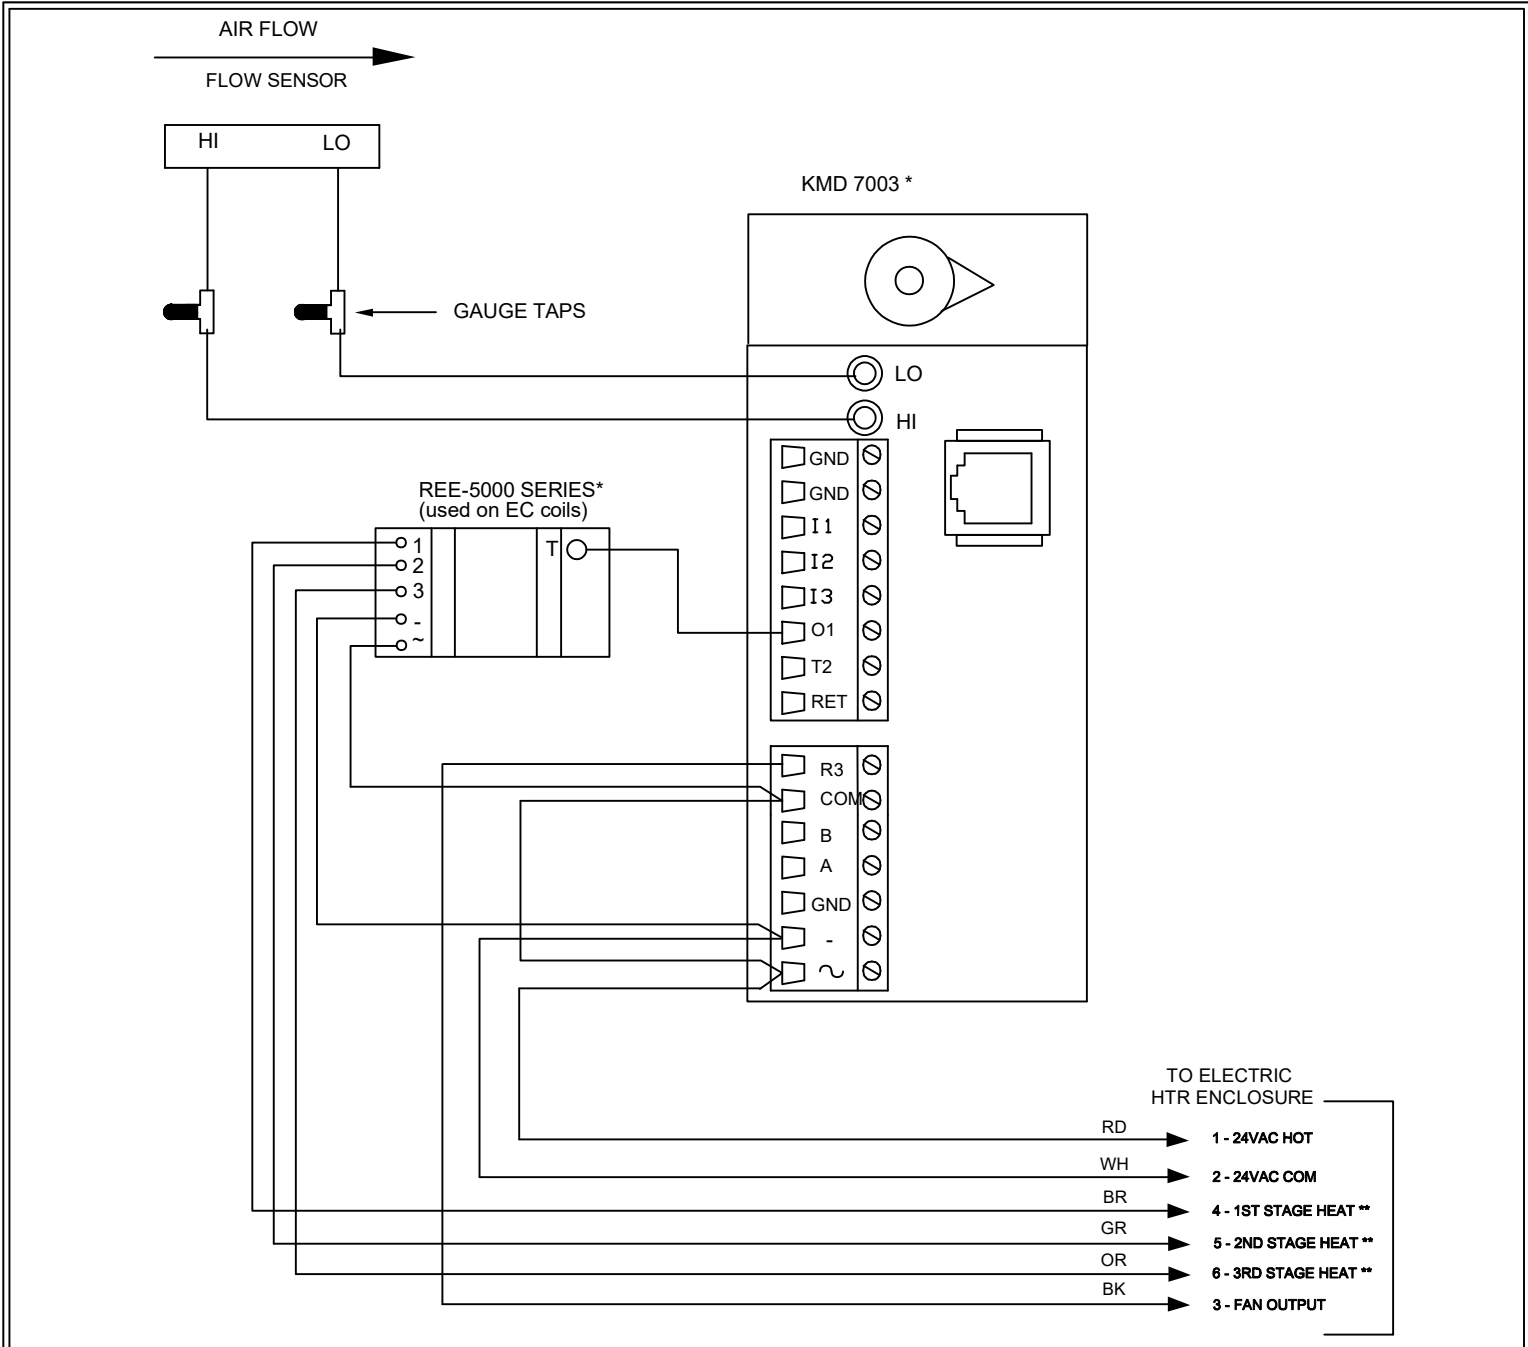 AIR FLOW
FLOW SENSOR
HI
LO
KMD 7003 *
GAUGE TAPS
LO
HI
REE-5000 SERIES*
(used on EC coils)
1
2
3
-
~
T
GND
GND
I1
I2
I3
O1
T2
RET
R3
COM
B
A
GND
-
~
TO ELECTRIC
HTR ENCLOSURE
RD
1 - 24VAC HOT
WH
2 - 24VAC COM
BR
4 - 1ST STAGE HEAT **
GR
5 - 2ND STAGE HEAT **
OR
6 - 3RD STAGE HEAT **
BK
3 - FAN OUTPUT